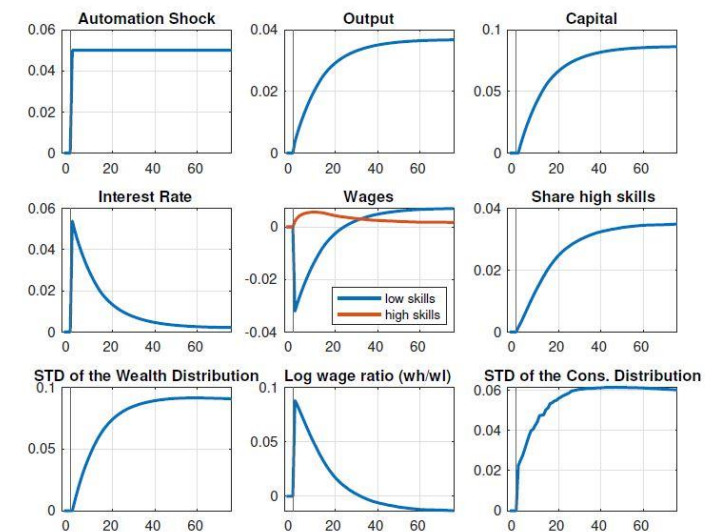 Automation Shock
0.06
0.04
0.02
0
0 20 40 60
Output
0.04
0.02
0
0 20 40 60
Capital
0.1
0.05
0
0 20 40 60
Interest Rate
0.06
0.04
0.02
0
0 20 40 60
Wages
0
-0.02
-0.04
low skills
high skills
0 20 40 60
Share high skills
0.04
0.02
0
0 20 40 60
STD of the Wealth Distribution
0.1
0.05
0
0 20 40 60
Log wage ratio (wh/wl)
0.1
0.05
0
0 20 40 60
STD of the Cons. Distribution
0.06
0.04
0.02
0
0 20 40 60